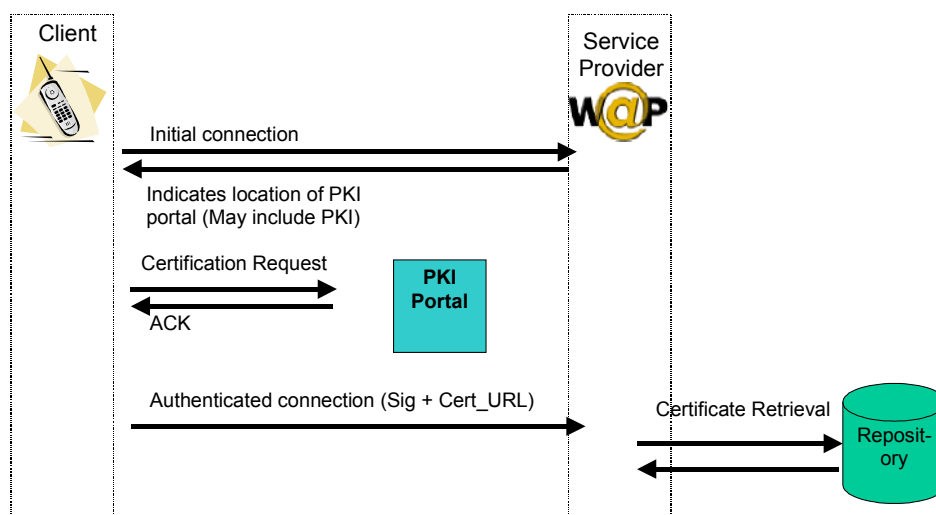 Client
Service
Provider
W@P
Initial connection
Indicates location of PKI
portal (May include PKI)
Certification Request
PKI
Portal
ACK
Authenticated connection (Sig + Cert_URL)
Certificate Retrieval
Reposit-
ory